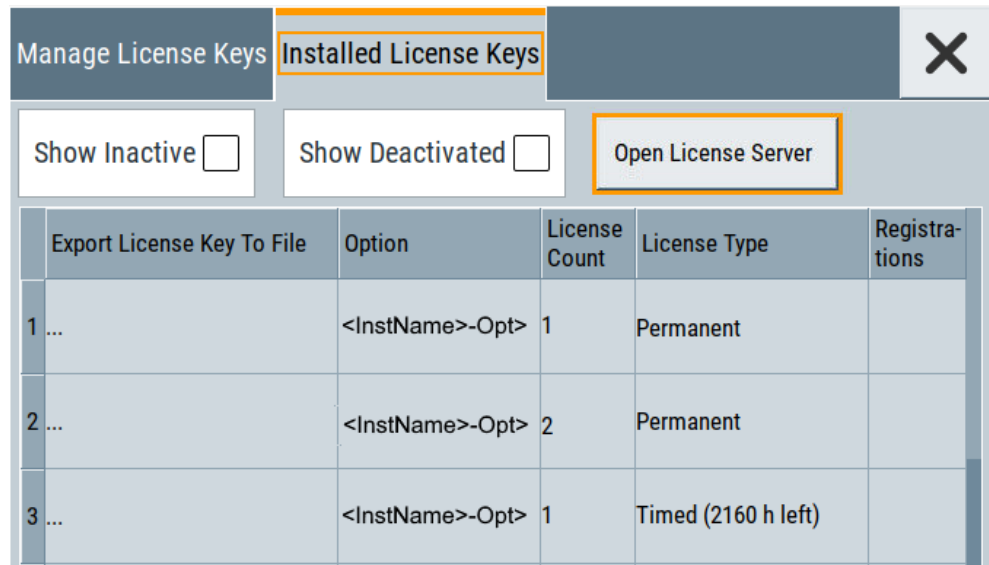 Manage License Keys Installed License Keys
Show Inactive Show Deactivated Open License Server
Export License Key To File Option License Count License Type Registra-tions
1 ... <InstName>-Opt> 1 Permanent
2 ... <InstName>-Opt> 2 Permanent
3 ... <InstName>-Opt> 1 Timed (2160 h left)